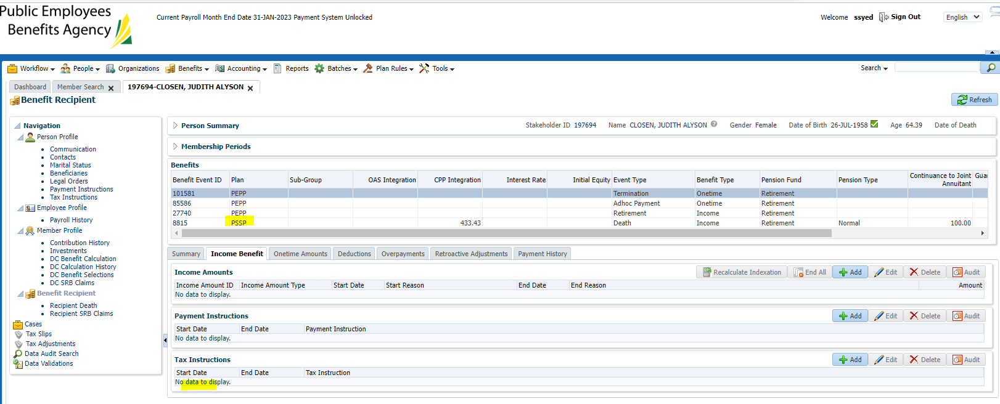 Public Employees
Benefits Agency
Current Payroll Month End Date 31-JAN-2023 Payment System Unlocked
Welcome ssyed Sign Out English
Workflow People Organizations Benefits Accounting Reports Batches Plan Rules Tools Search
Dashboard Member Search 197694-CLOSEN, JUDITH ALYSON
Benefit Recipient Refresh
Navigation
Person Profile
Communication
Contacts
Marital Status
Beneficiaries
Legal Orders
Payment Instructions
Tax Instructions
Employee Profile
Payroll History
Member Profile
Contribution History
Investments
DC Benefit Calculation
DC Calculation History
DC Benefit Selections
DC SRB Claims
Benefit Recipient
Recipient Death
Recipient SRB Claims
Cases
Tax Slips
Tax Adjustments
Data Audit Search
Data Validations
Person Summary Stakeholder ID 197694 Name CLOSEN, JUDITH ALYSON Gender Female Date of Birth 26-JUL-1958 Age 64.39 Date of Death
Membership Periods
Benefits
Benefit Event ID Plan Sub-Group OAS Integration CPP Integration Interest Rate Initial Equity Event Type Benefit Type Pension Fund Pension Type Continuance to Joint Annuitant Gua
101581 PEPP Termination Onetime Retirement
85586 PEPP Adhoc Payment Onetime Retirement
27740 PEPP Retirement Income Retirement
8815 PSSP 433.43 Death Income Retirement Normal 100.00
Summary Income Benefit Onetime Amounts Deductions Overpayments Retroactive Adjustments Payment History
Income Amounts Recalculate Indexation End All Add Edit Delete Audit
Income Amount ID Income Amount Type Start Date Start Reason End Date End Reason Amount
No data to display.
Payment Instructions Add Edit Delete Audit
Start Date End Date Payment Instruction
No data to display.
Tax Instructions Add Edit Delete Audit
Start Date End Date Tax Instruction
No data to display.